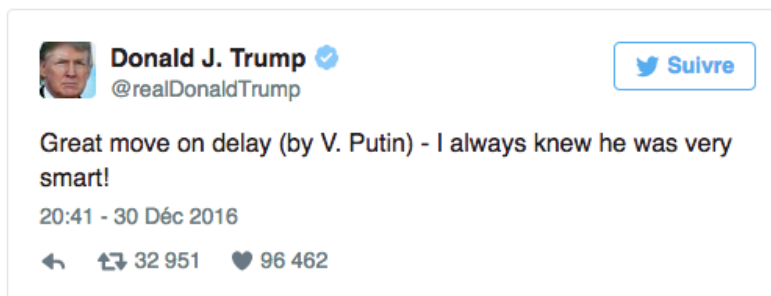 Donald J. Trump
@realDonaldTrump
Suivre
Great move on delay (by V. Putin) - I always knew he was very
smart!
20:41 - 30 Déc 2016
32 951 96 462